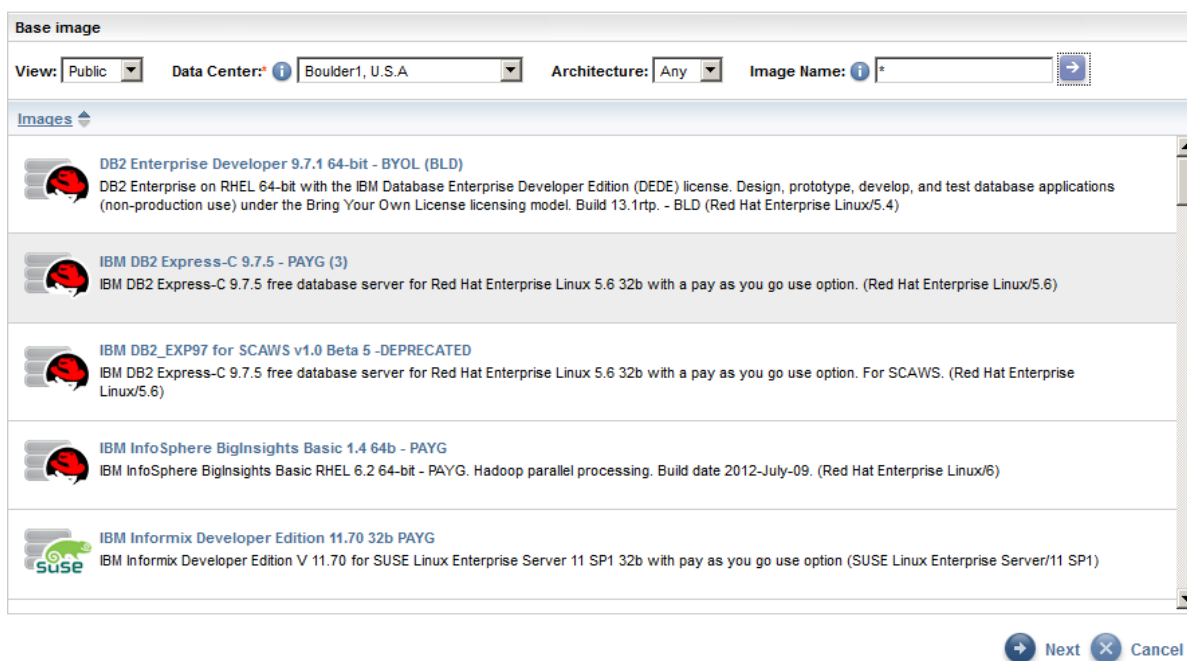 Base image
View: Public Data Center:* i Boulder1, U.S.A Architecture: Any Image Name: i *
Images
DB2 Enterprise Developer 9.7.1 64-bit - BYOL (BLD)
DB2 Enterprise on RHEL 64-bit with the IBM Database Enterprise Developer Edition (DEDE) license. Design, prototype, develop, and test database applications
(non-production use) under the Bring Your Own License licensing model. Build 13.1rtp. - BLD (Red Hat Enterprise Linux/5.4)
IBM DB2 Express-C 9.7.5 - PAYG (3)
IBM DB2 Express-C 9.7.5 free database server for Red Hat Enterprise Linux 5.6 32b with a pay as you go use option. (Red Hat Enterprise Linux/5.6)
IBM DB2_EXP97 for SCAWS v1.0 Beta 5 -DEPRECATED
IBM DB2 Express-C 9.7.5 free database server for Red Hat Enterprise Linux 5.6 32b with a pay as you go use option. For SCAWS. (Red Hat Enterprise
Linux/5.6)
IBM InfoSphere BigInsights Basic 1.4 64b - PAYG
IBM InfoSphere BigInsights Basic RHEL 6.2 64-bit - PAYG. Hadoop parallel processing. Build date 2012-July-09. (Red Hat Enterprise Linux/6)
IBM Informix Developer Edition 11.70 32b PAYG
IBM Informix Developer Edition V 11.70 for SUSE Linux Enterprise Server 11 SP1 32b with pay as you go use option (SUSE Linux Enterprise Server/11 SP1)
suse
Next Cancel